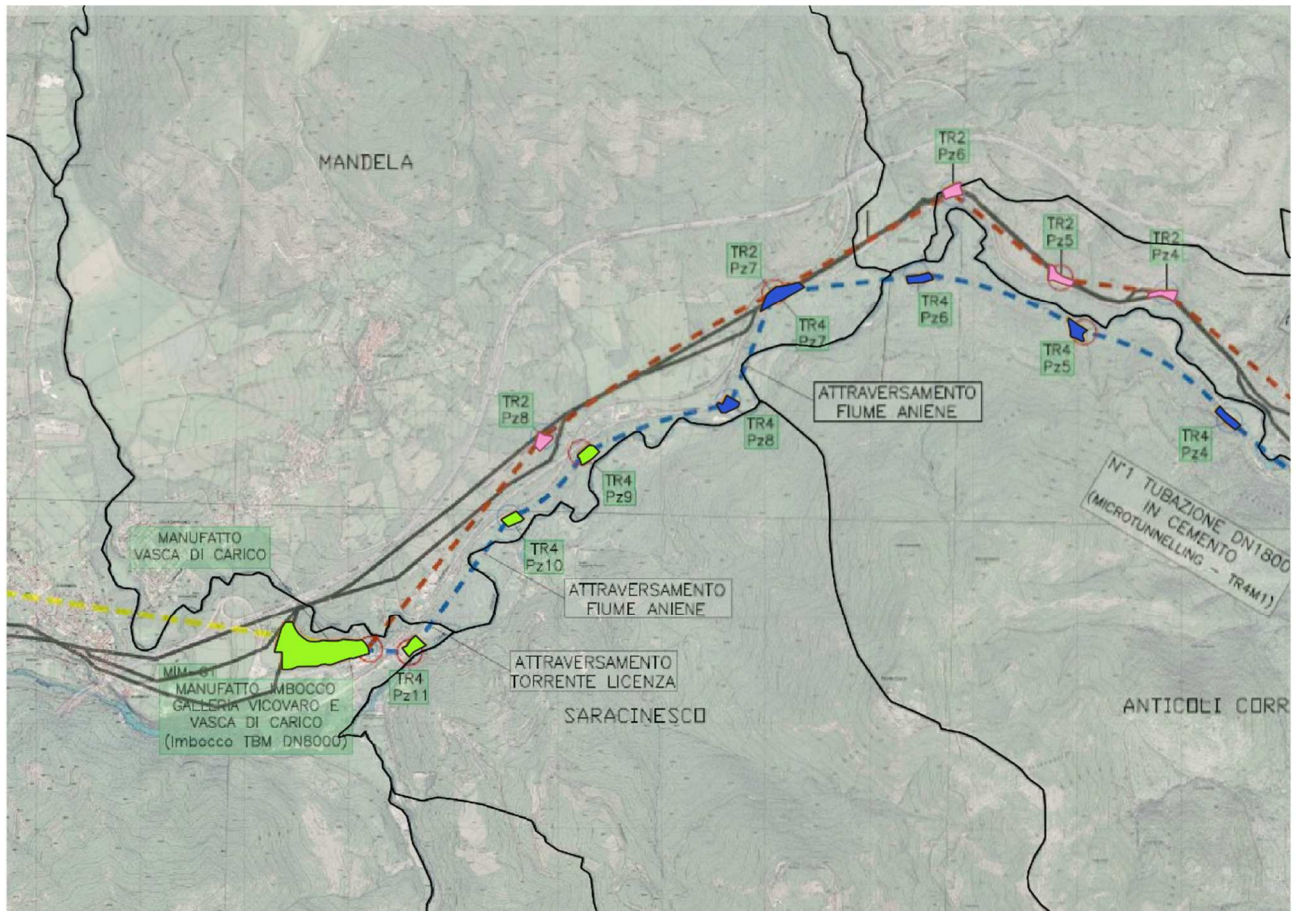 MANDELA
TR2
Pz6
TR2
Pz5
TR2
Pz4
TR2
Pz7
TR4
Pz7
TR4
Pz6
TR4
Pz5
ATTRAVERSAMENTO
FIUME ANIENE
TR2
Pz8
TR4
Pz8
TR4
Pz4
TR4
Pz9
N°1 TUBAZIONE DN1800
IN CEMENTO
(MICROTUNNELLING - TR4M1)
MANUFATTO
VASCA DI CARICO
TR4
Pz10
ATTRAVERSAMENTO
FIUME ANIENE
ATTRAVERSAMENTO
TORRENTE LICENZA
TR4
Pz11
MANUFATTO IMBOCCO
GALLERIA VICOVARO E
VASCA DI CARICO
(Imbocco TBM DN8000)
SARACINESCO
ANTICOLI CORR